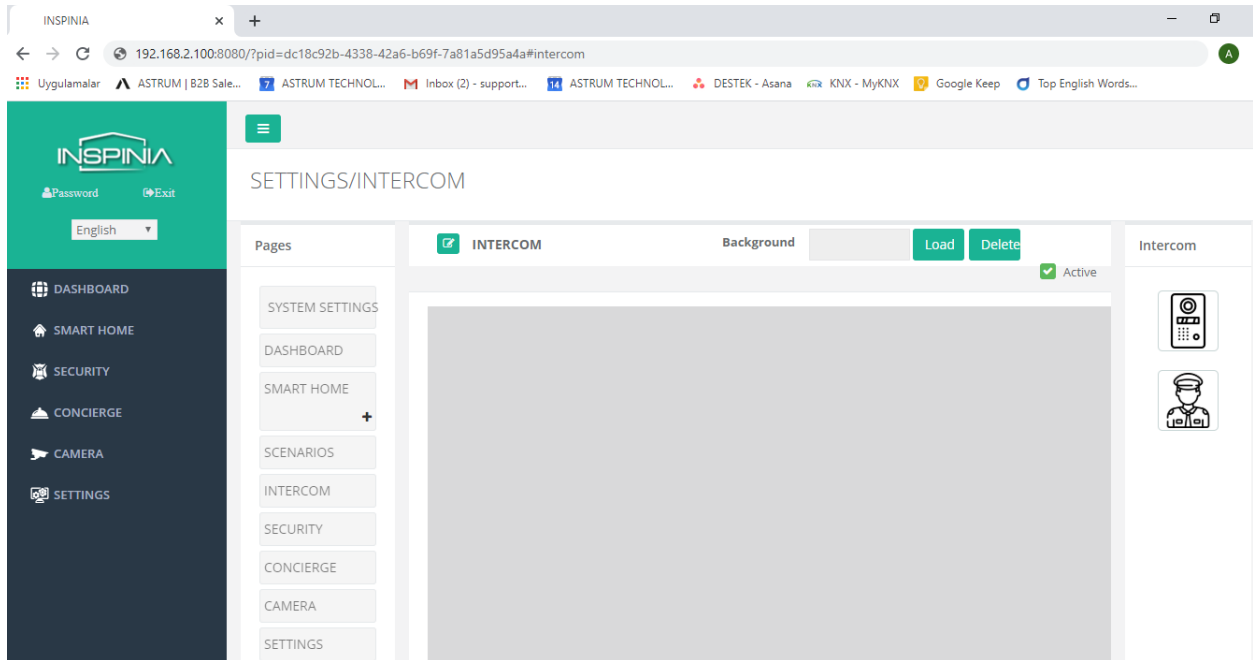 INSPINIA
192.168.2.100:8080/?pid=dc18c92b-4338-42a6-b69f-7a81a5d95a4a#intercom
A
Uygulamalar ASTRUM | B2B Sale... 7 ASTRUM TECHNOL... Inbox (2) - support... 14 ASTRUM TECHNOL... DESTEK - Asana KNX KNX - MyKNX Google Keep Top English Words...
INSPINIA
Password Exit
English
DASHBOARD
SMART HOME
SECURITY
CONCIERGE
CAMERA
SETTINGS
SETTINGS/INTERCOM
Pages
SYSTEM SETTINGS
DASHBOARD
SMART HOME
+
SCENARIOS
INTERCOM
SECURITY
CONCIERGE
CAMERA
SETTINGS
INTERCOM Background Load Delete
Active
Intercom